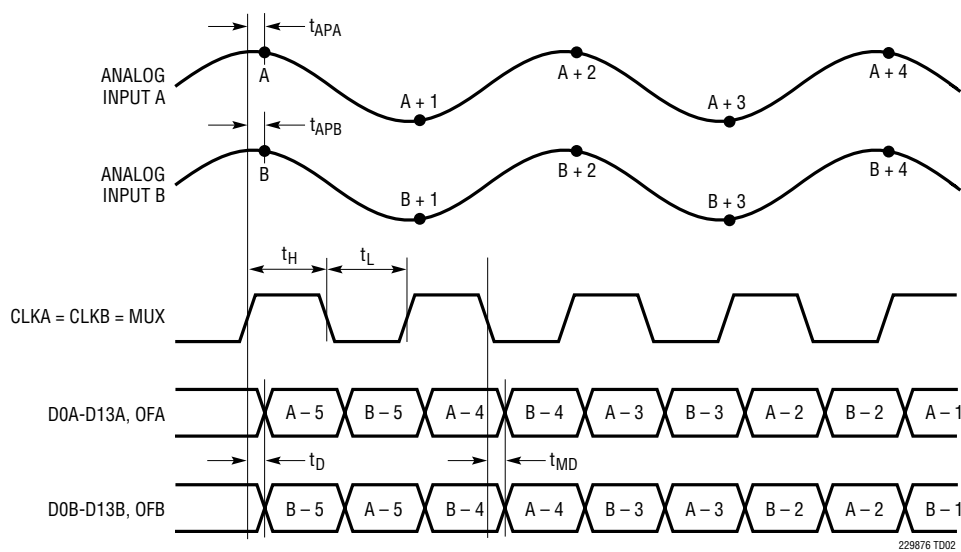 tAPA
ANALOG
INPUT A
A
A + 1
A + 2
A + 3
A + 4
tAPB
ANALOG
INPUT B
B
B + 1
B + 2
B + 3
B + 4
tH
tL
CLKA = CLKB = MUX
D0A-D13A, OFA
A – 5
B – 5
A – 4
B – 4
A – 3
B – 3
A – 2
B – 2
A – 1
tD
tMD
D0B-D13B, OFB
B – 5
A – 5
B – 4
A – 4
B – 3
A – 3
B – 2
A – 2
B – 1
229876 TD02